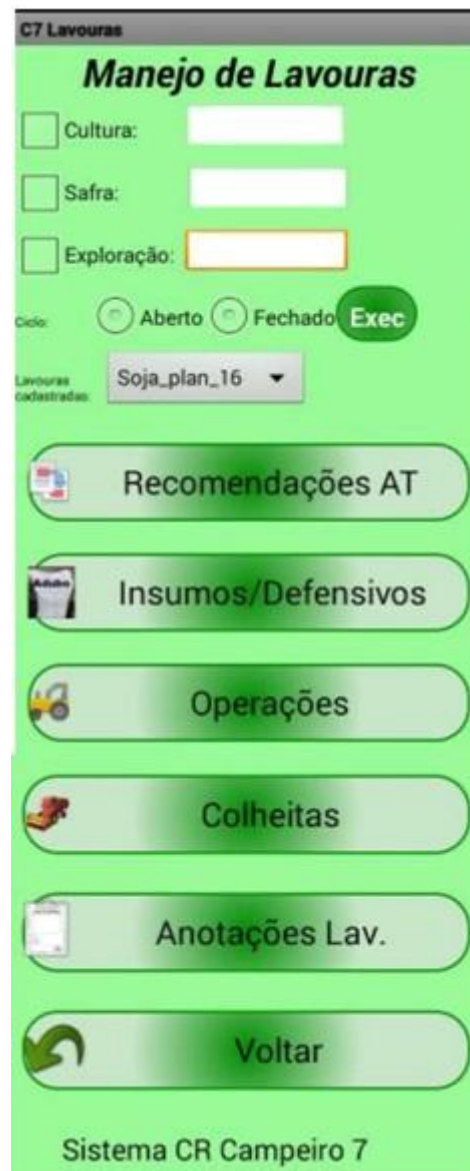 C7 Lavouras
Manejo de Lavouras
Cultura:
Safra:
Exploração:
Ciclo: Aberto Fechado Exec
Lavouras
cadastradas: Soja_plan_16
Recomendações AT
Adubo
Insumos/Defensivos
Operações
Colheitas
Anotações Lav.
Voltar
Sistema CR Campeiro 7